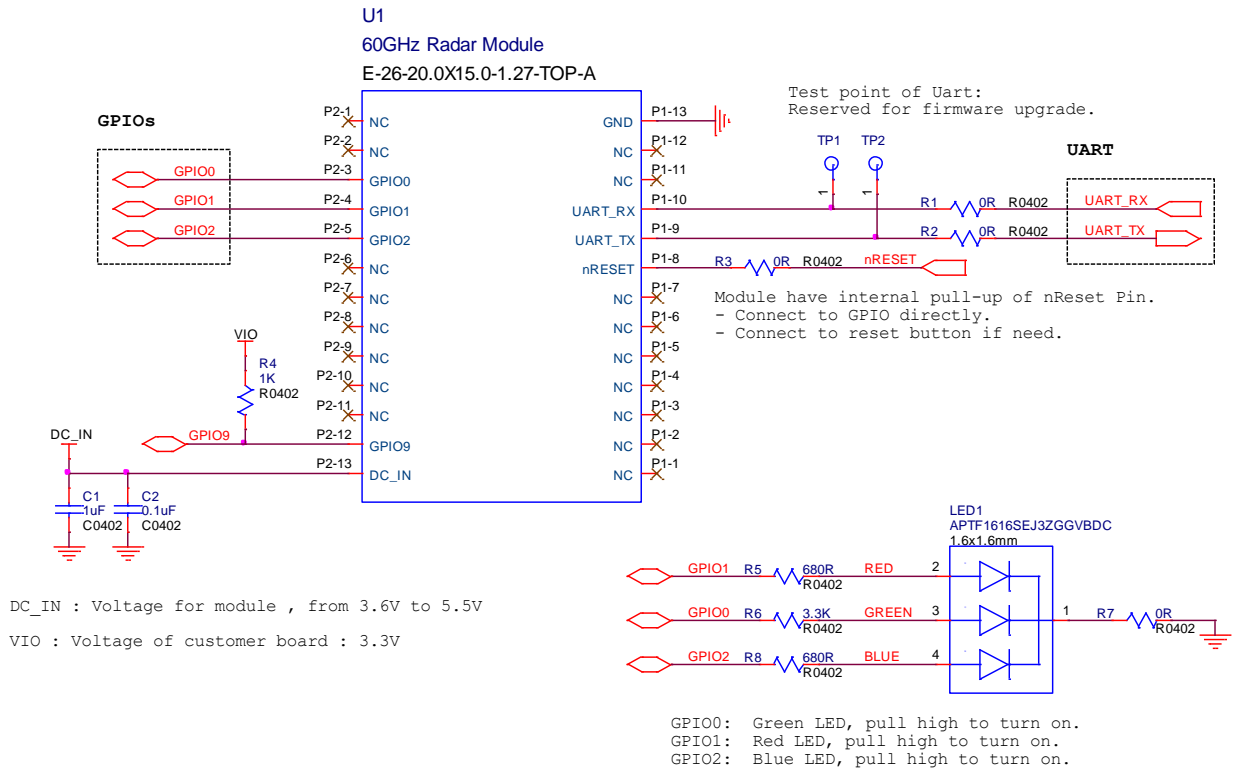 U1
60GHz Radar Module
E-26-20.0X15.0-1.27-TOP-A
Test point of Uart:
Reserved for firmware upgrade.
GPIOs
UART
TP1 TP2
1 1
P2-1 NC
P2-2 NC
P2-3 GPIO0 GPIO0
P2-4 GPIO1 GPIO1
P2-5 GPIO2 GPIO2
P2-6 NC
P2-7 NC
P2-8 NC
P2-9 NC
P2-10 NC
P2-11 NC
P2-12 GPIO9 GPIO9
P2-13 DC_IN
GND P1-13
NC P1-12
NC P1-11
UART_RX P1-10 R1 0R R0402 UART_RX
UART_TX P1-9 R2 0R R0402 UART_TX
nRESET P1-8 R3 0R R0402 nRESET
NC P1-7
NC P1-6
NC P1-5
NC P1-4
NC P1-3
NC P1-2
NC P1-1
Module have internal pull-up of nReset Pin.
- Connect to GPIO directly.
- Connect to reset button if need.
VIO
R4
1K
R0402
DC_IN
C1
1uF
C0402
C2
0.1uF
C0402
DC_IN : Voltage for module , from 3.6V to 5.5V
VIO : Voltage of customer board : 3.3V
LED1
APTF1616SEJ3ZGGVBDC
1.6x1.6mm
GPIO1 R5 680R RED 2
R0402
GPIO0 R6 3.3K GREEN 3 1 R7 0R
R0402 R0402
GPIO2 R8 680R BLUE 4
R0402
GPIO0: Green LED, pull high to turn on.
GPIO1: Red LED, pull high to turn on.
GPIO2: Blue LED, pull high to turn on.